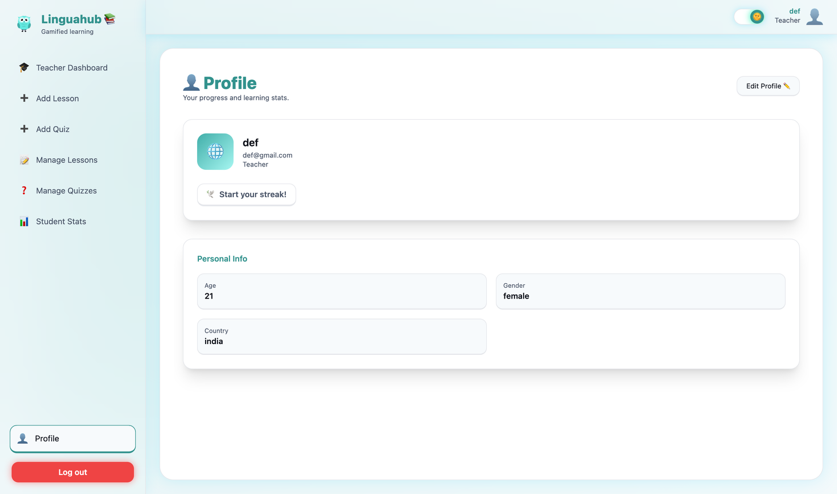 Linguahub
Gamified learning
Teacher Dashboard
Add Lesson
Add Quiz
Manage Lessons
Manage Quizzes
Student Stats
Profile
Log out
def
Teacher
Profile
Your progress and learning stats.
Edit Profile
def
def@gmail.com
Teacher
Start your streak!
Personal Info
Age
21
Gender
female
Country
india